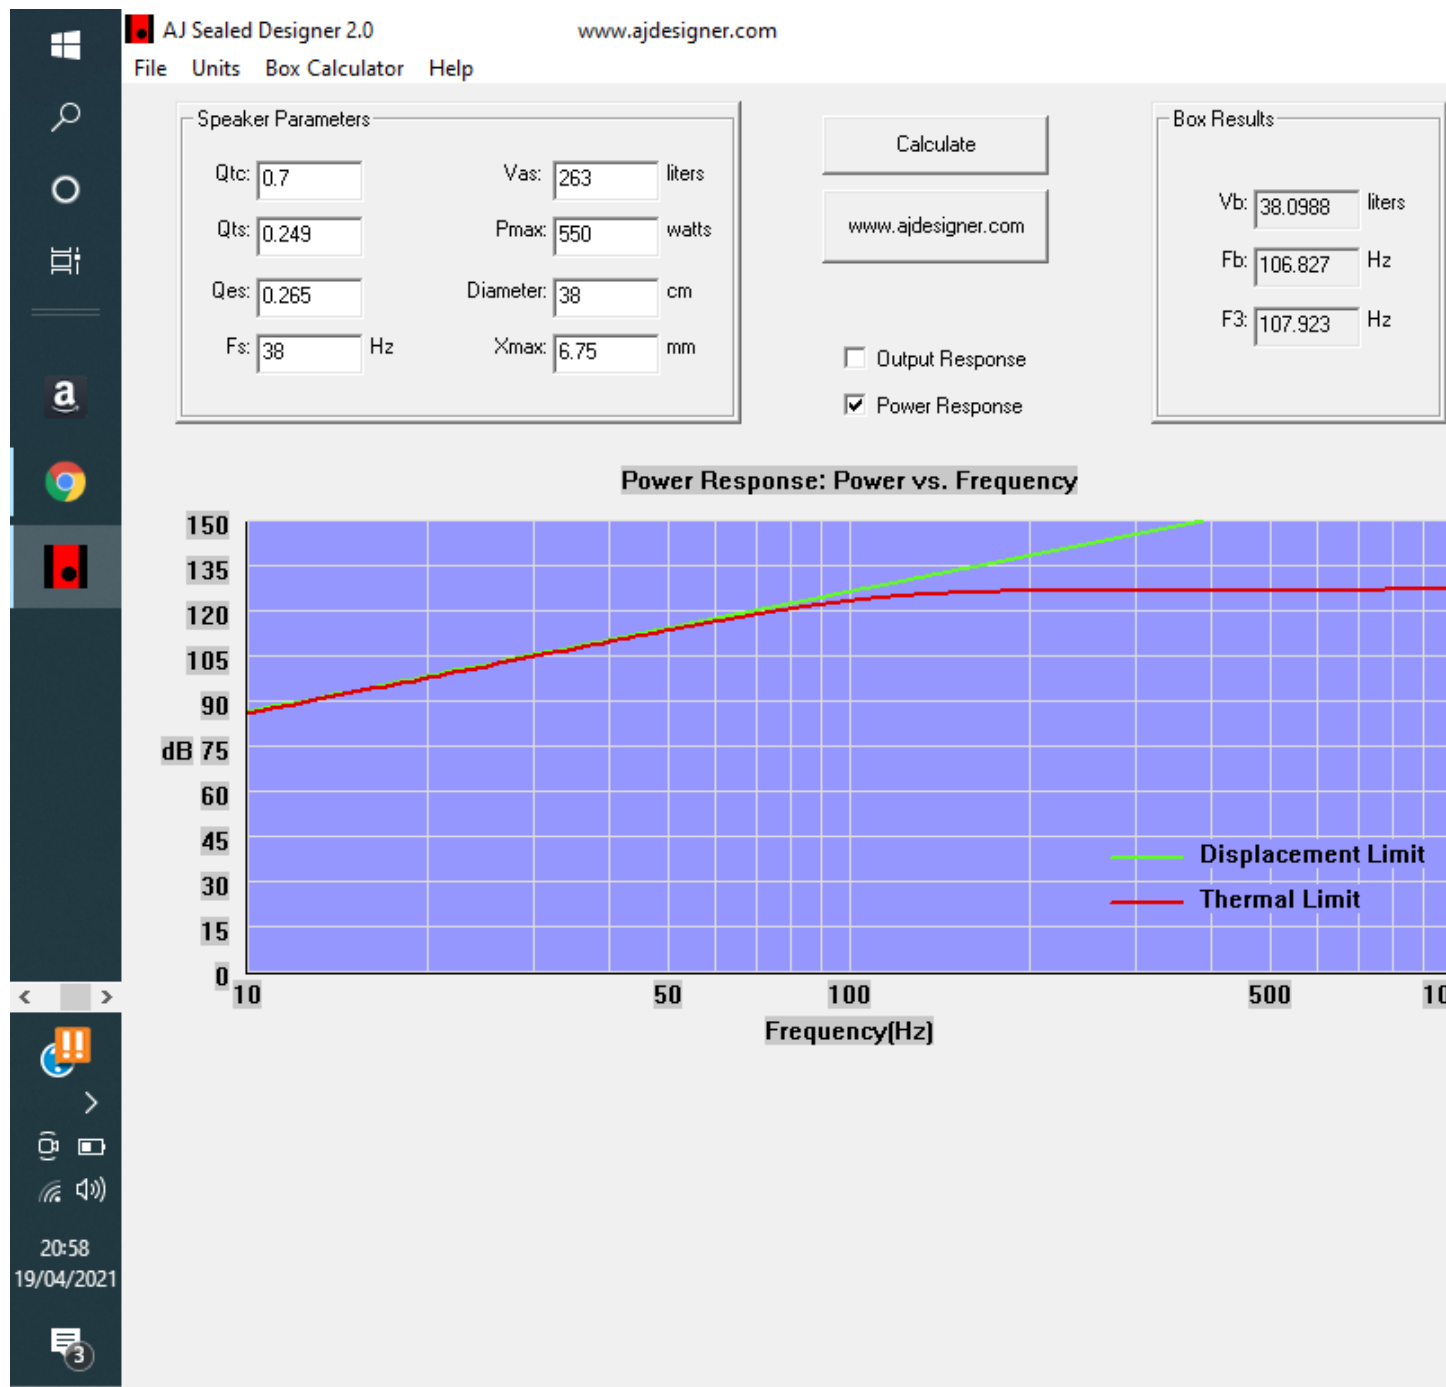 AJ Sealed Designer 2.0 www.ajdesigner.com
File Units Box Calculator Help
Speaker Parameters
Qtc: 0.7 Vas: 263 liters
Qts: 0.249 Pmax: 550 watts
Qes: 0.265 Diameter: 38 cm
Fs: 38 Hz Xmax: 6.75 mm
Calculate
www.ajdesigner.com
Output Response
Power Response
Box Results
Vb: 38.0988 liters
Fb: 106.827 Hz
F3: 107.923 Hz
Power Response: Power vs. Frequency
150
135
120
105
90
dB 75
60
45
30
15
0
10 50 100 500 10
Frequency(Hz)
Displacement Limit
Thermal Limit
a
20:58
19/04/2021
3